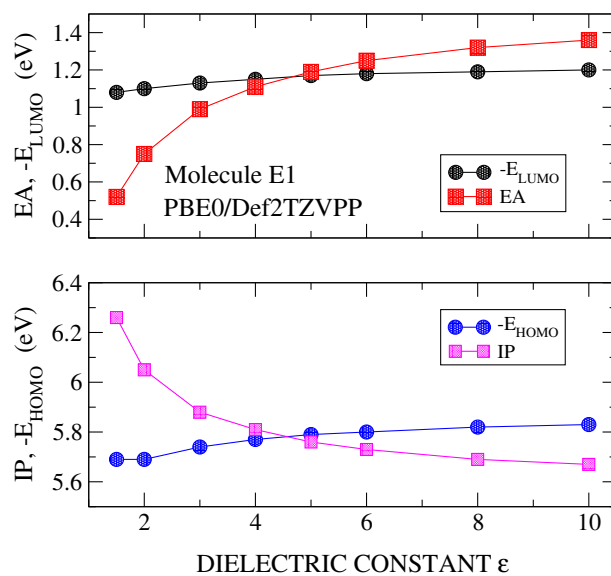 1.4
1.2
1
0.8
0.6
0.4
EA, -E_LUMO (eV)
Molecule E1
PBE0/Def2TZVPP
-E_LUMO
EA
6.4
6.2
6
5.8
5.6
IP, -E_HOMO (eV)
-E_HOMO
IP
2 4 6 8 10
DIELECTRIC CONSTANT ε